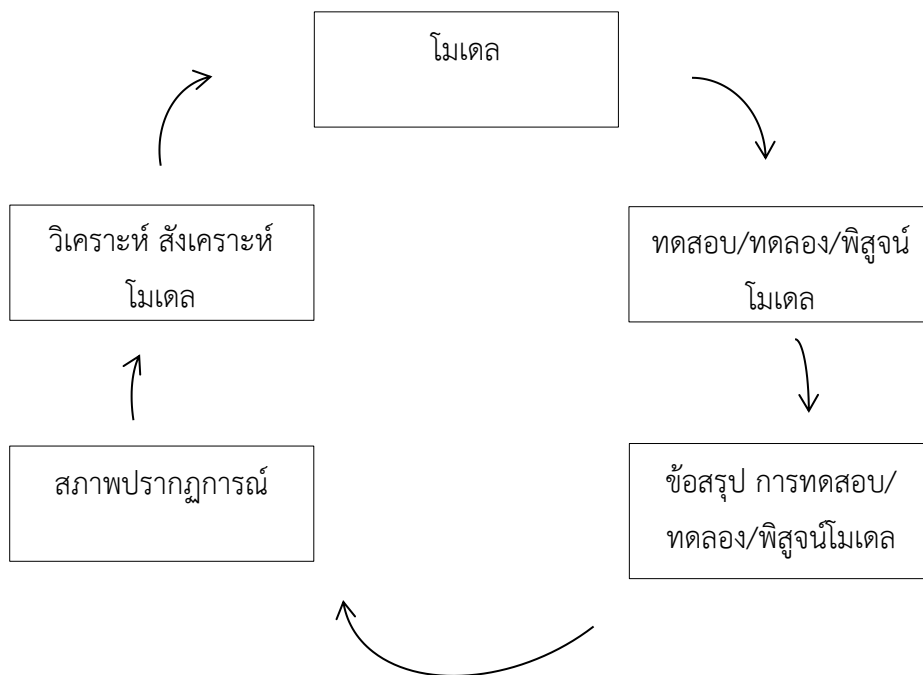 โมเดล
วิเคราะห์ สังเคราะห์
โมเดล
ทดสอบ/ทดลอง/พิสูจน์
โมเดล
สภาพปรากฏการณ์
ข้อสรุป การทดสอบ/
ทดลอง/พิสูจน์โมเดล